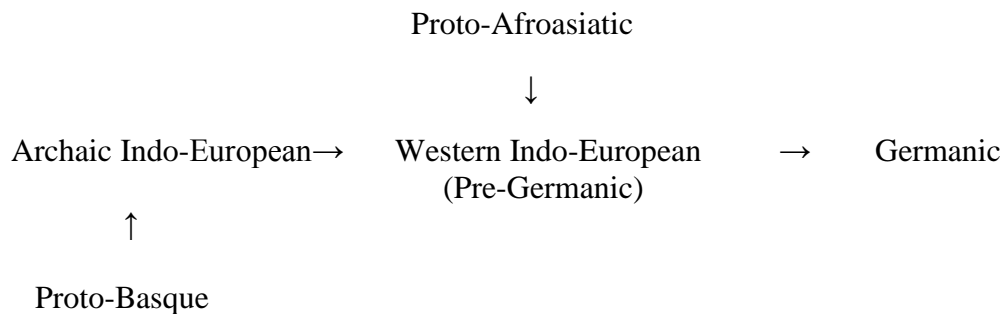 Proto-Afroasiatic
↓
Archaic Indo-European→ Western Indo-European → Germanic
(Pre-Germanic)
↑
Proto-Basque